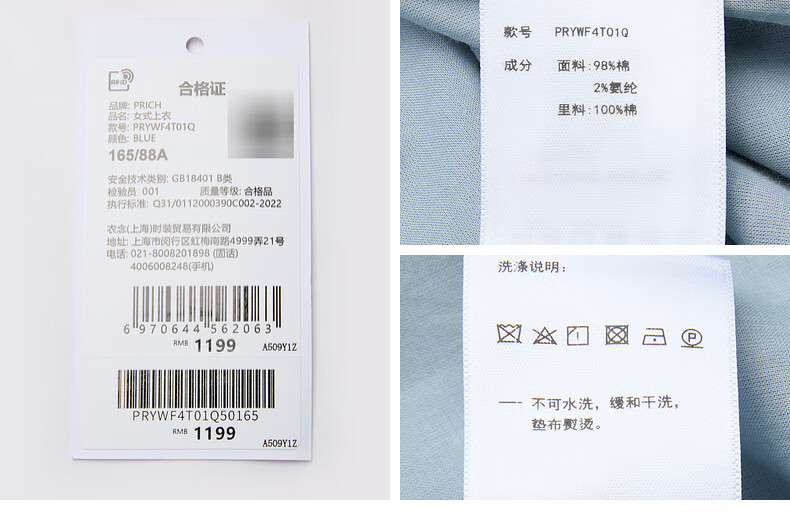 RFID
合格证
品牌: PRICH
品名: 女式上衣
款号: PRYWF4T01Q
颜色: BLUE
165/88A
安全技术类别: GB18401 B类
检验员 001 质量等级: 合格品
执行标准: Q31/0112000390C002-2022
衣念(上海)时装贸易有限公司
地址: 上海市闵行区虹梅南路4999弄21号
电话: 021-8008201898 (固话)
4006008248(手机)
6 970644 562063
RMB 1199 A509Y1Z
PRYWF4T01Q50165
RMB 1199 A509Y1Z
款号 PRYWF4T01Q
成分 面料:98%棉
2%氨纶
里料:100%棉
洗涤说明:
P
—- 不可水洗，缓和干洗，
垫布熨烫。